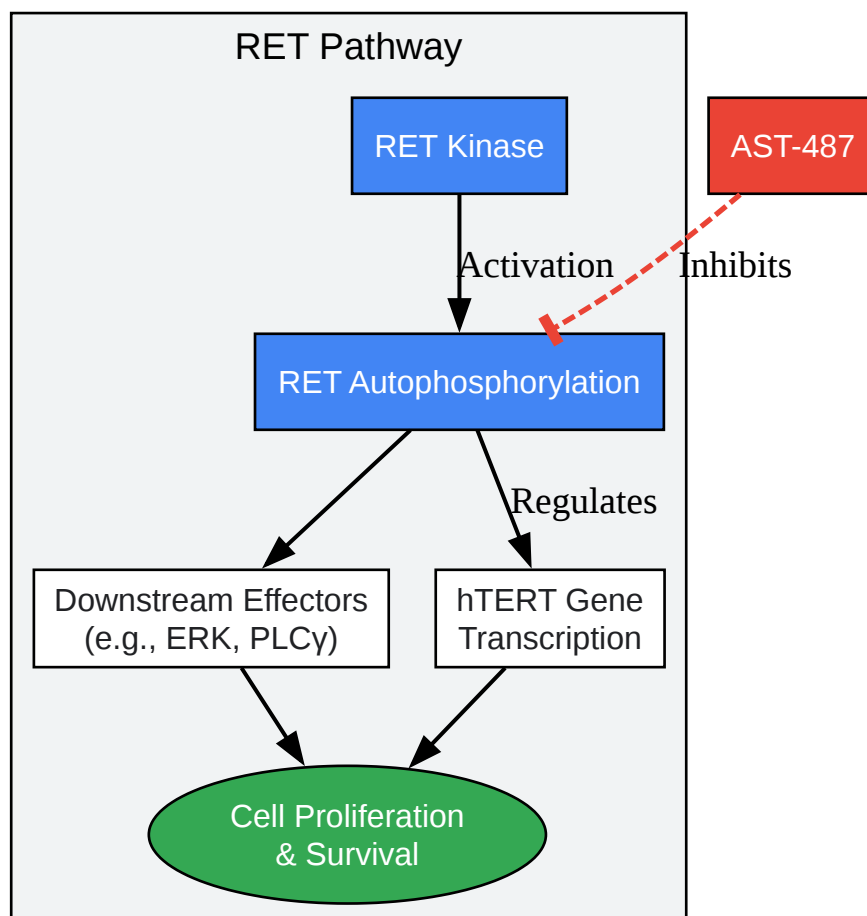 RET Pathway
RET Kinase
AST-487
Activation
Inhibits
RET Autophosphorylation
Regulates
Downstream Effectors
(e.g., ERK, PLCγ)
hTERT Gene
Transcription
Cell Proliferation
& Survival